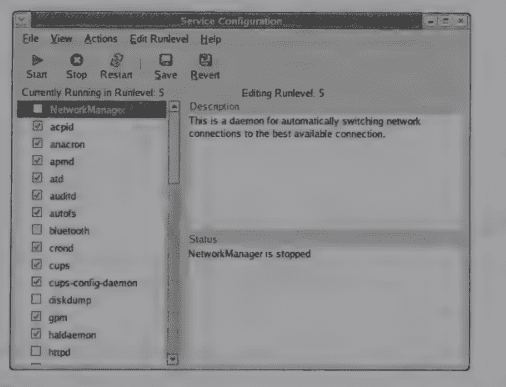 Service Configuration
File View Actions Edit Runlevel Help
Start Stop Restart Save Revert
Currently Running in Runlevel: 5 Editing Runlevel: 5
NetworkManager
acpid
anacron
apmd
atd
auditd
autofs
bluetooth
crond
cups
cups-config-daemon
diskdump
gpm
haldaemon
httpd
Description
This is a daemon for automatically switching network
connections to the best available connection.
Status
NetworkManager is stopped